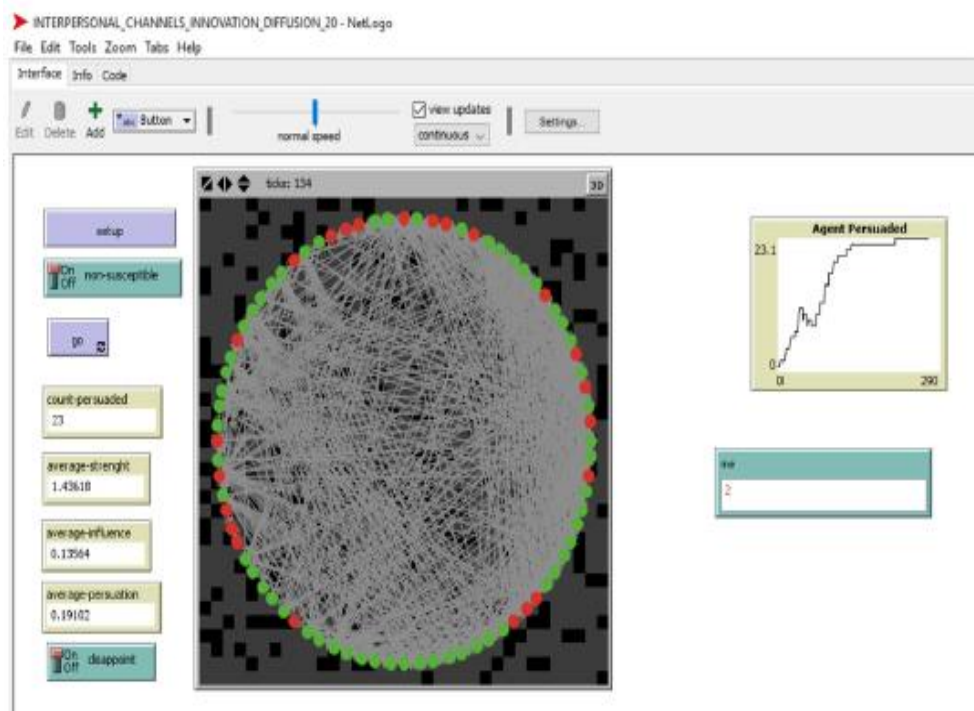 INTERPERSONAL_CHANNELS_INNOVATION_DIFFUSION_20 - NetLogo
File Edit Tools Zoom Tabs Help
Interface Info Code
Edit Delete Add
abc Button
normal speed
view updates
continuous
Settings...
ticks: 134
3D
setup
On
Off
non-susceptible
go
count-persuaded
23
average-strenght
1.43618
average-influence
0.13564
average-persuation
0.19102
On
Off
disappoint
Agent Persuaded
23.1
0
0
290
2